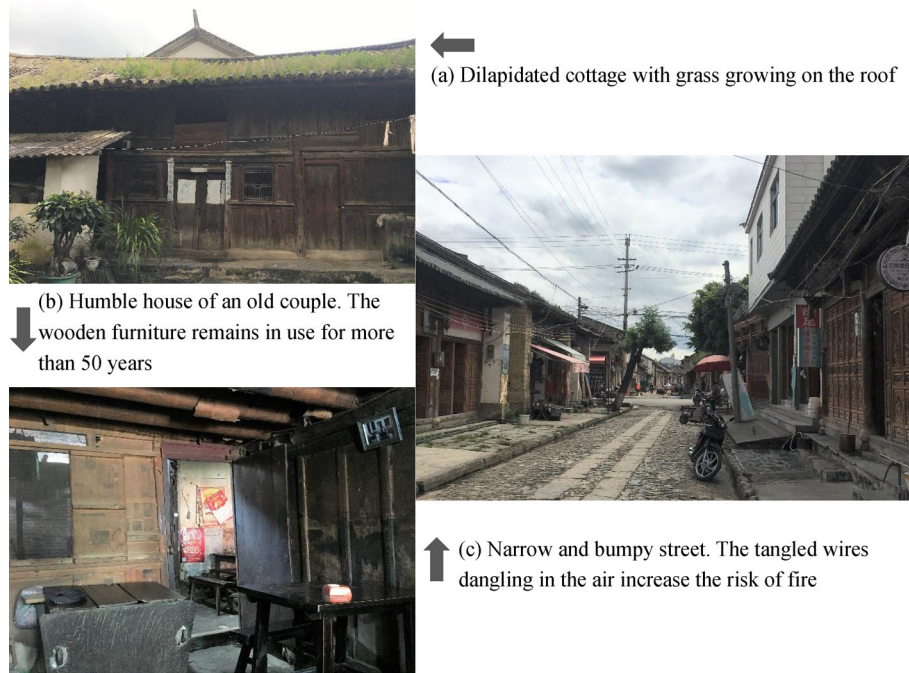 (a) Dilapidated cottage with grass growing on the roof
(b) Humble house of an old couple. The
wooden furniture remains in use for more
than 50 years
(c) Narrow and bumpy street. The tangled wires
dangling in the air increase the risk of fire